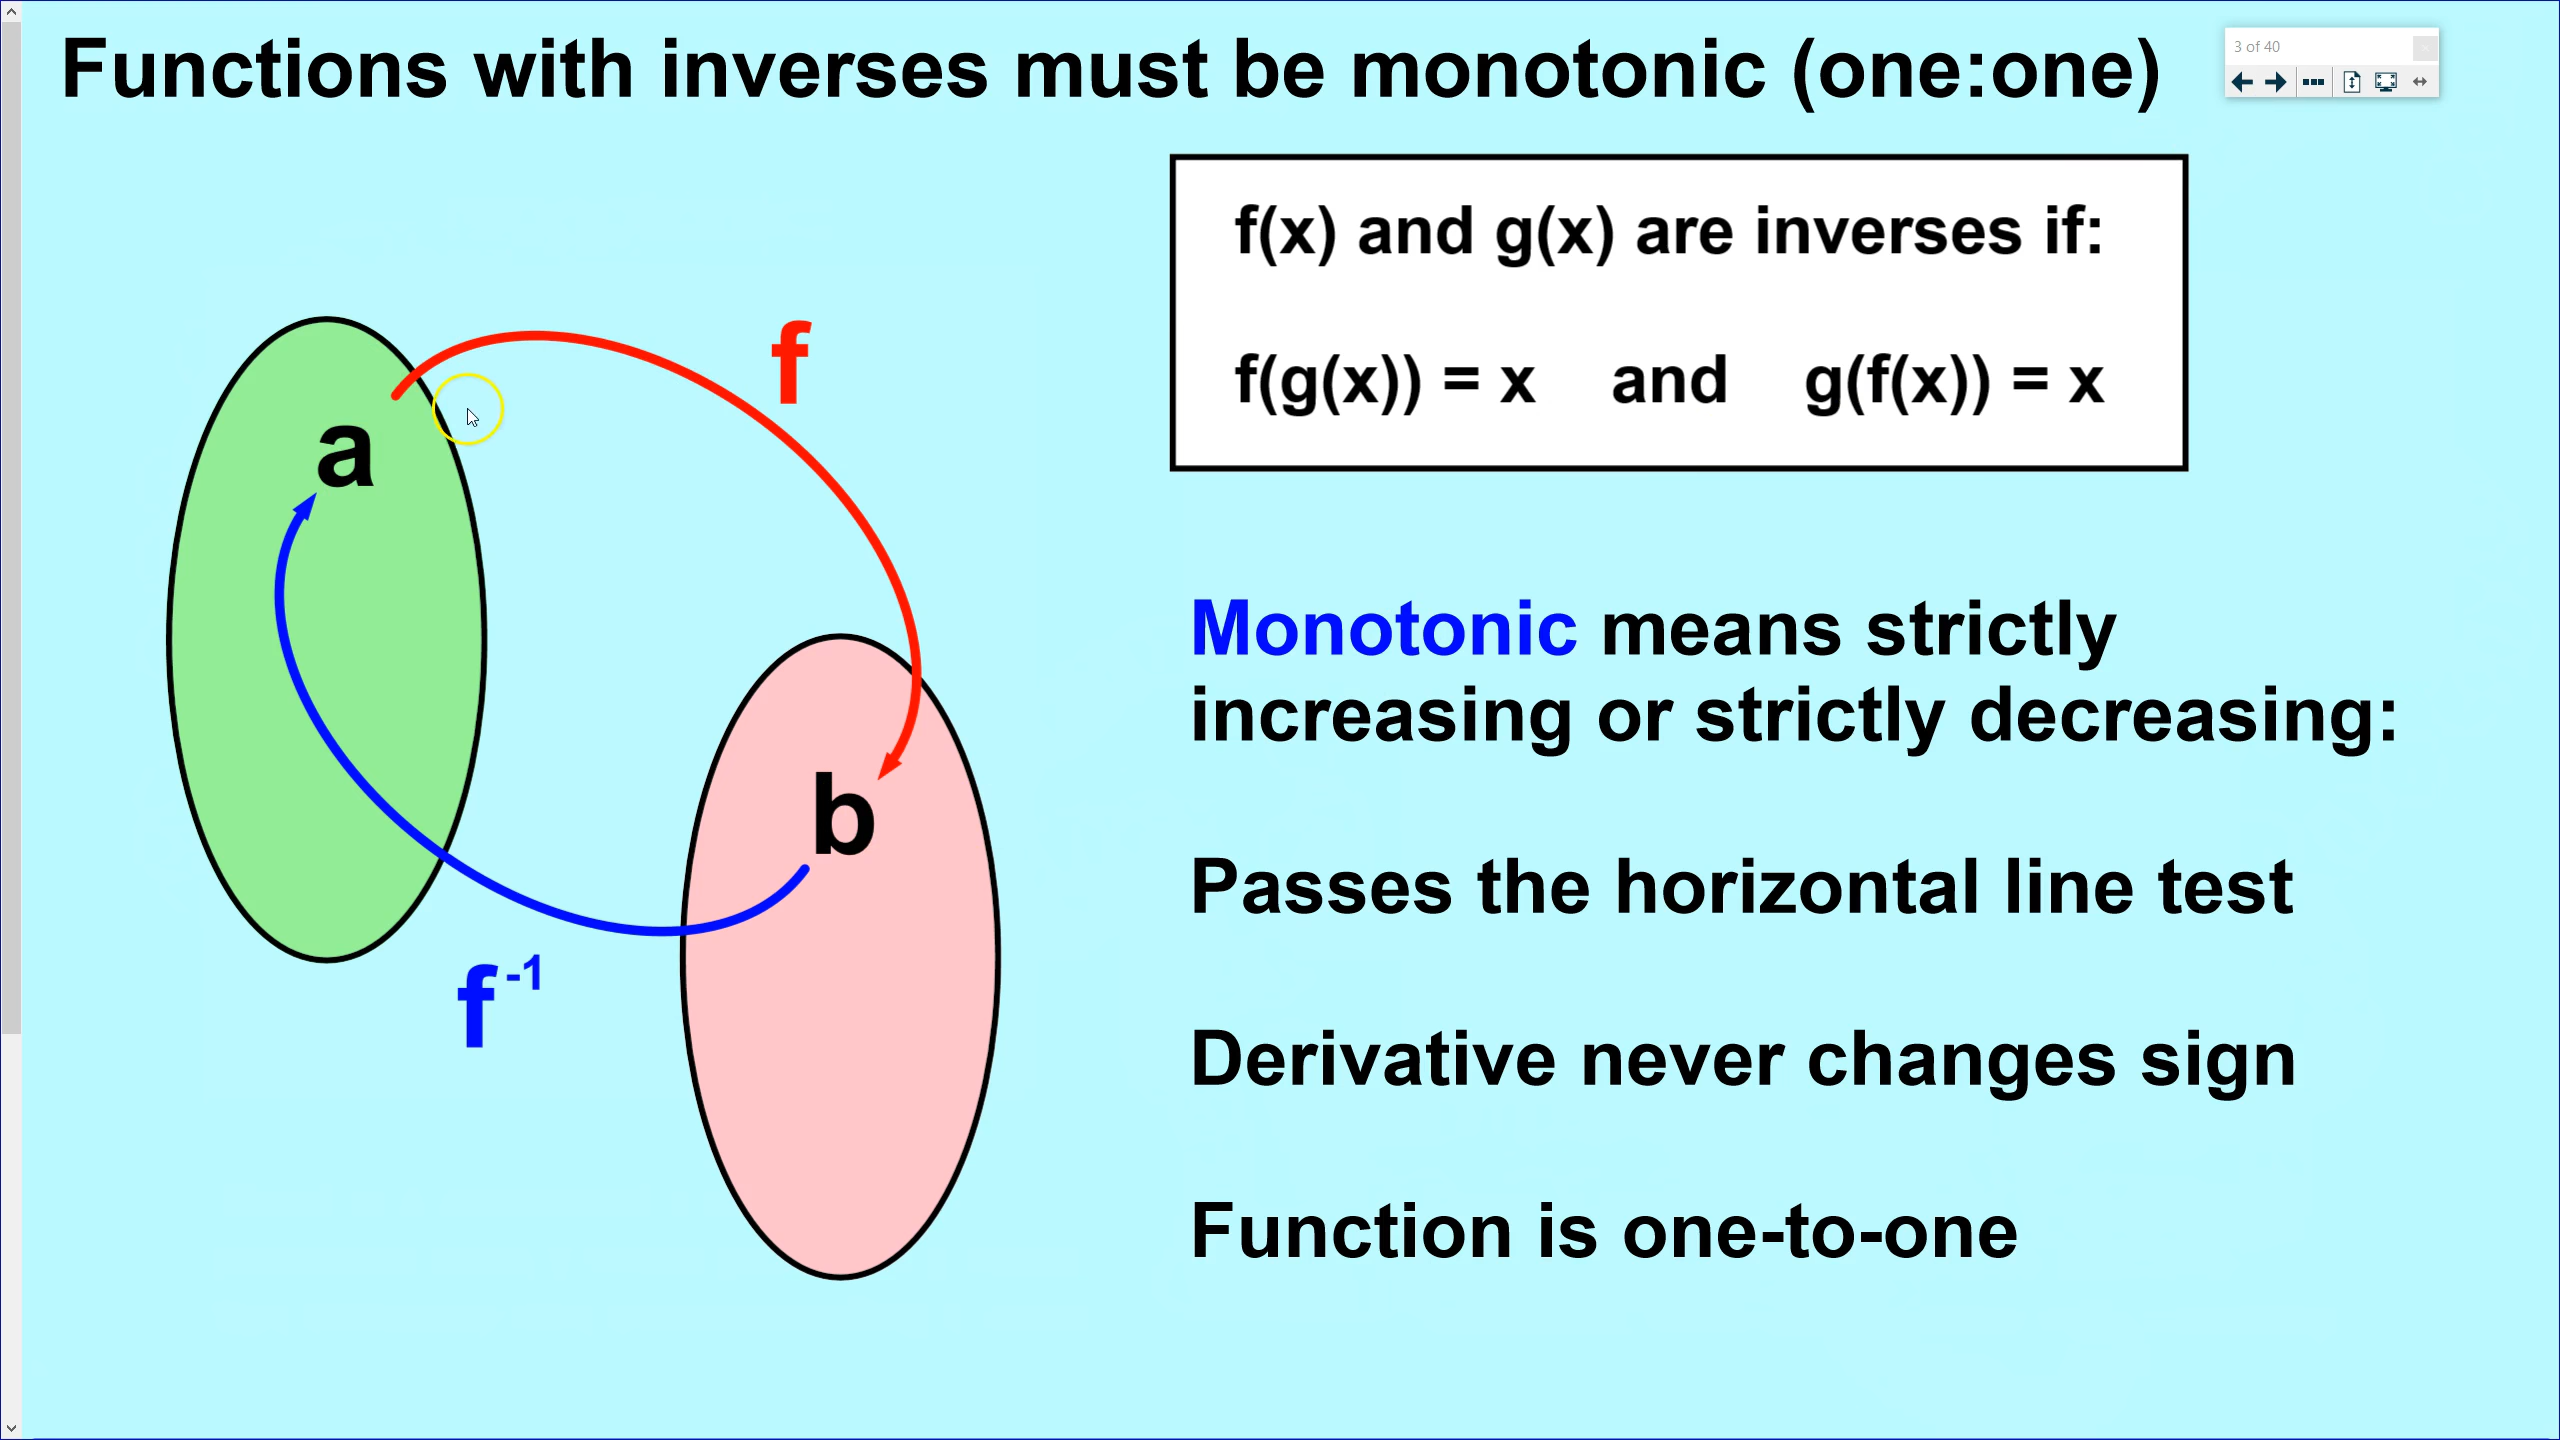 Functions with inverses must be monotonic (one:one)
3 of 40
f(x) and g(x) are inverses if:
f(g(x)) = x and g(f(x)) = x
f
a
b
f⁻¹
Monotonic means strictly
increasing or strictly decreasing:
Passes the horizontal line test
Derivative never changes sign
Function is one-to-one